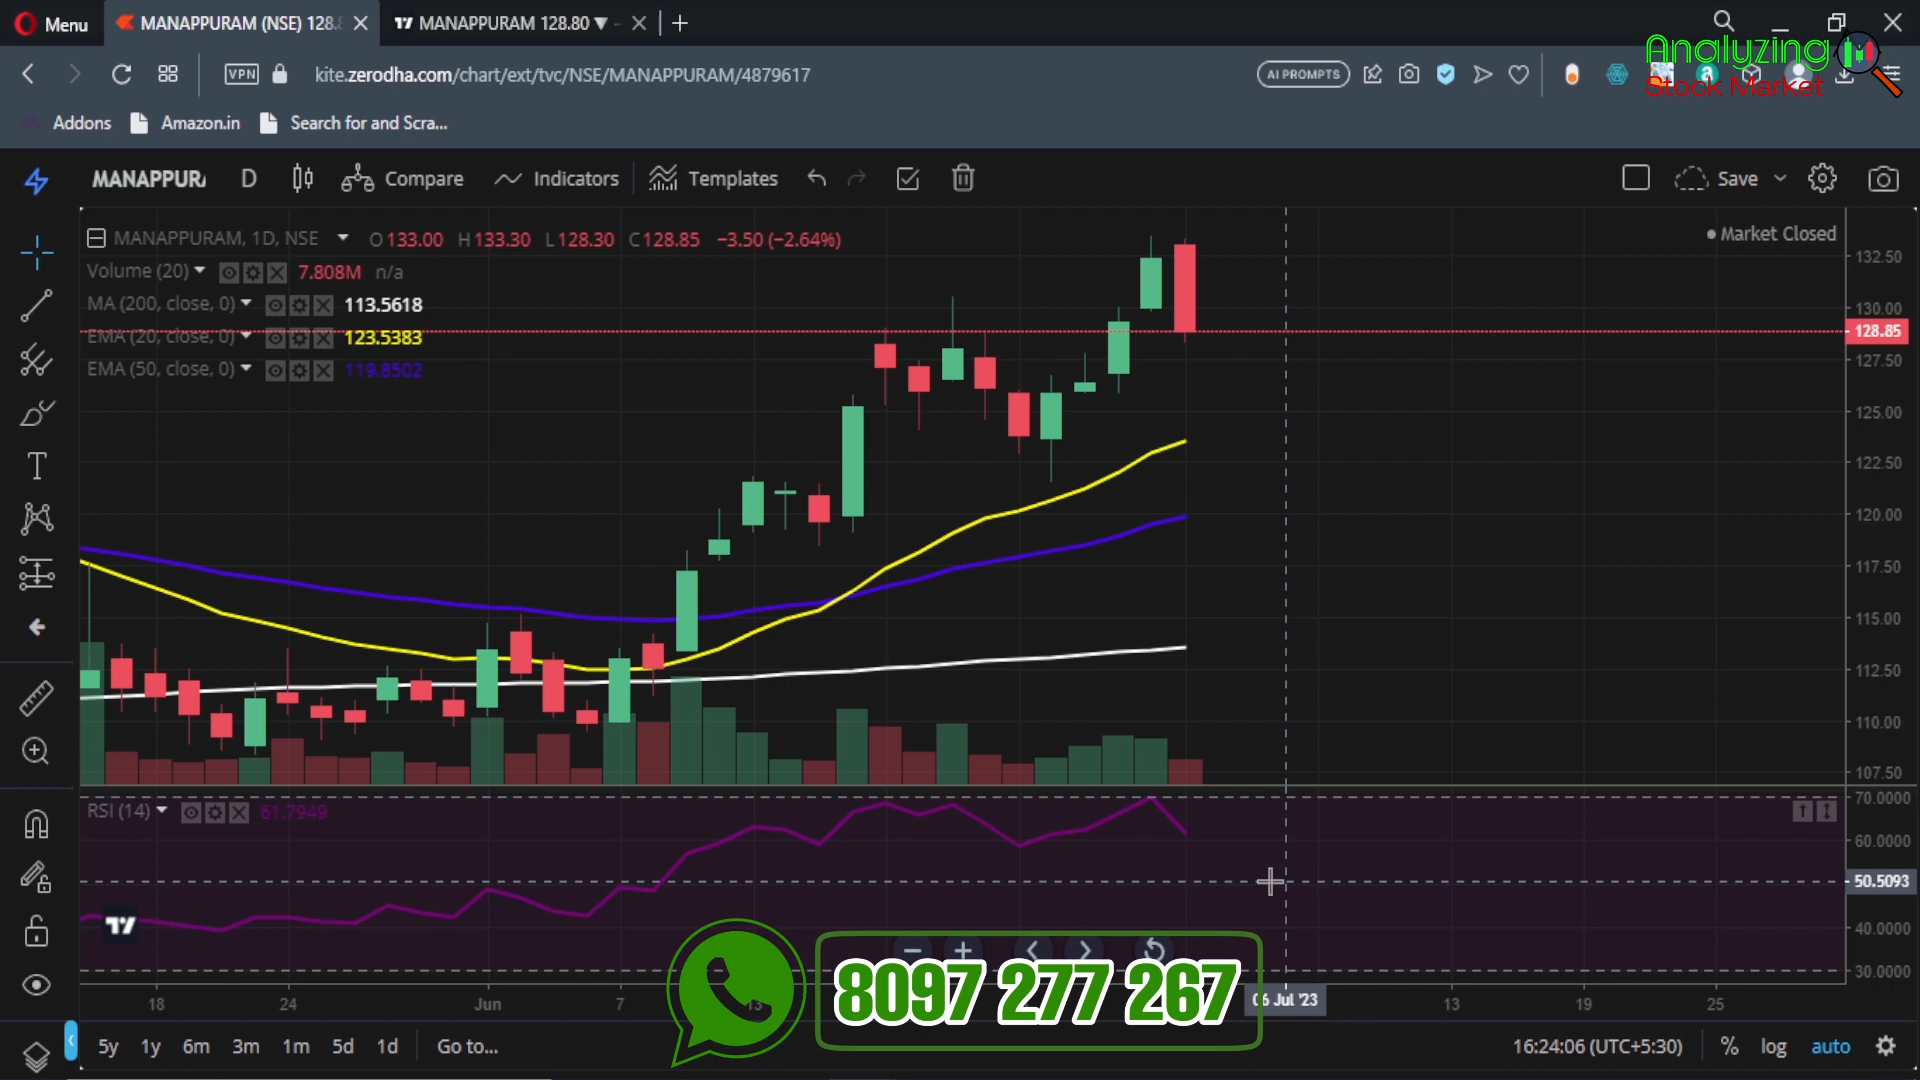 Menu
MANAPPURAM (NSE) 128.8
MANAPPURAM 128.80 ▼ -
VPN
kite.zerodha.com/chart/ext/tvc/NSE/MANAPPURAM/4879617
AI PROMPTS
Analyzing
Stock Market
Addons
Amazon.in
Search for and Scra...
MANAPPURA
D
Compare
Indicators
Templates
Save
MANAPPURAM, 1D, NSE
O133.00 H133.30 L128.30 C128.85 −3.50 (−2.64%)
Market Closed
Volume (20)
7.808M n/a
MA (200, close, 0)
113.5618
EMA (20, close, 0)
123.5383
EMA (50, close, 0)
119.8502
132.50
130.00
128.85
127.50
125.00
122.50
120.00
117.50
115.00
112.50
110.00
107.50
RSI (14)
61.7949
70.0000
60.0000
50.5093
40.0000
30.0000
18
24
Jun
7
13
06 Jul '23
13
19
25
8097 277 267
5y 1y 6m 3m 1m 5d 1d
Go to...
16:24:06 (UTC+5:30)
% log auto